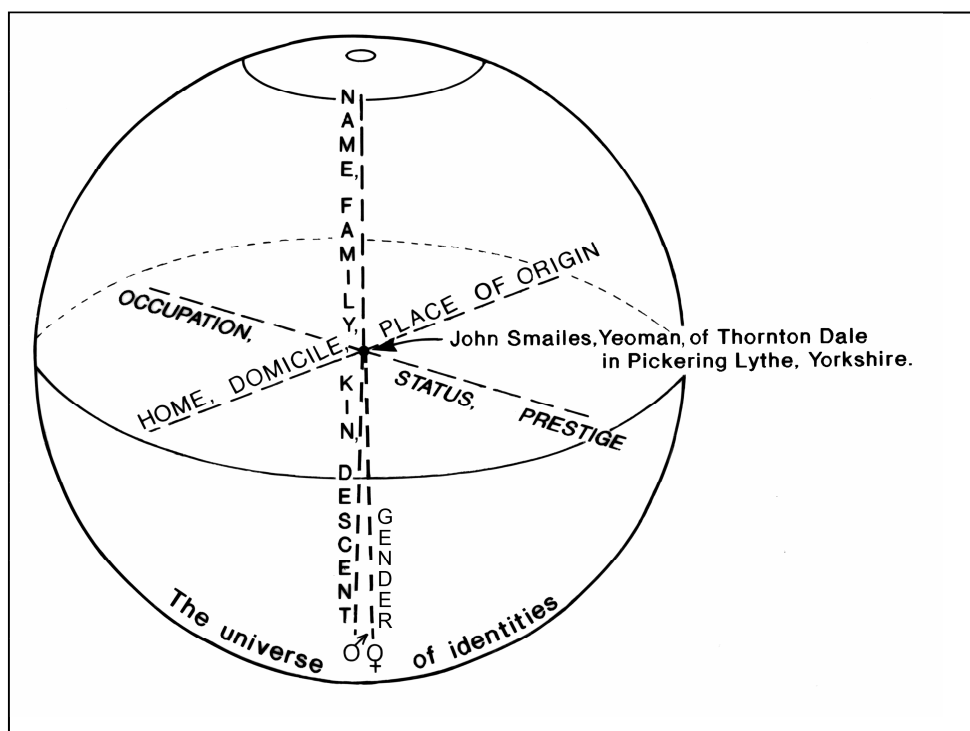 NAME, FAMILY, KIN, DESCENT
PLACE OF ORIGIN
OCCUPATION,
John Smailes, Yeoman, of Thornton Dale
in Pickering Lythe, Yorkshire.
HOME, DOMICILE,
STATUS, PRESTIGE
GENDER
The universe of identities
♂ ♀